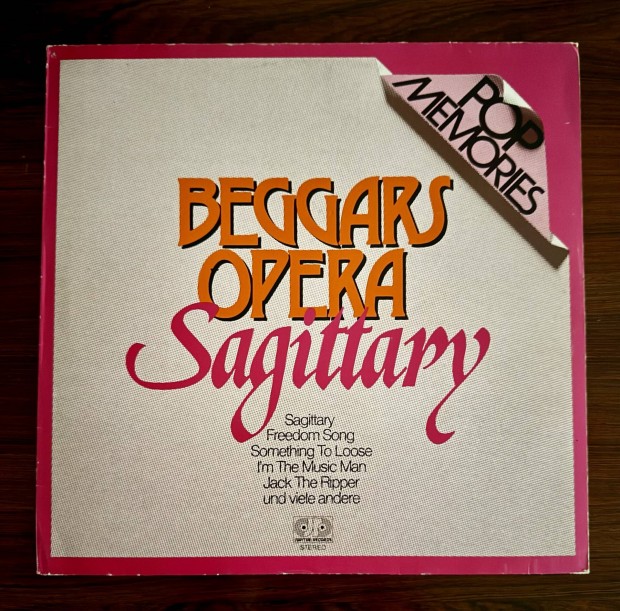 POP
MEMORIES
BEGGARS
OPERA
Sagittary
Sagittary
Freedom Song
Something To Loose
I'm The Music Man
Jack The Ripper
und viele andere
STEREO